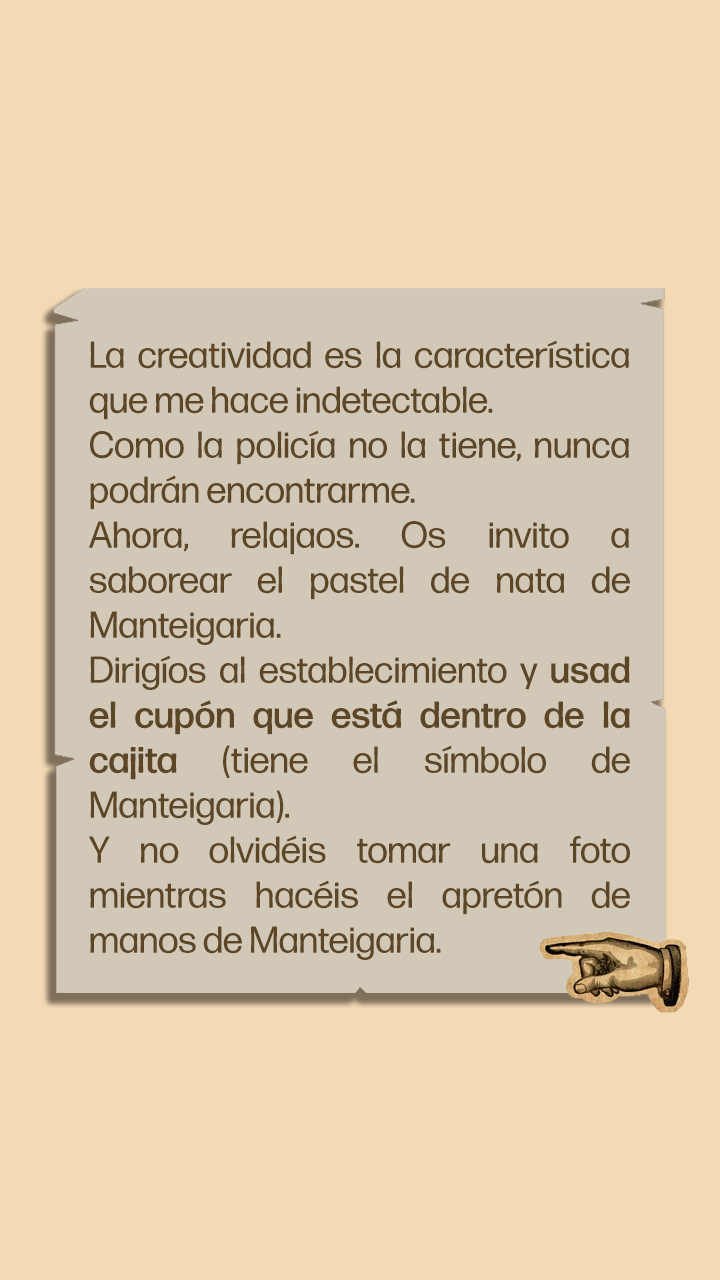 La creatividad es la característica
que me hace indetectable.
Como la policía no la tiene, nunca
podrán encontrarme.
Ahora, relajaos. Os invito a
saborear el pastel de nata de
Manteigaria.
Dirigíos al establecimiento y usad
el cupón que está dentro de la
cajita (tiene el símbolo de
Manteigaria).
Y no olvidéis tomar una foto
mientras hacéis el apretón de
manos de Manteigaria.